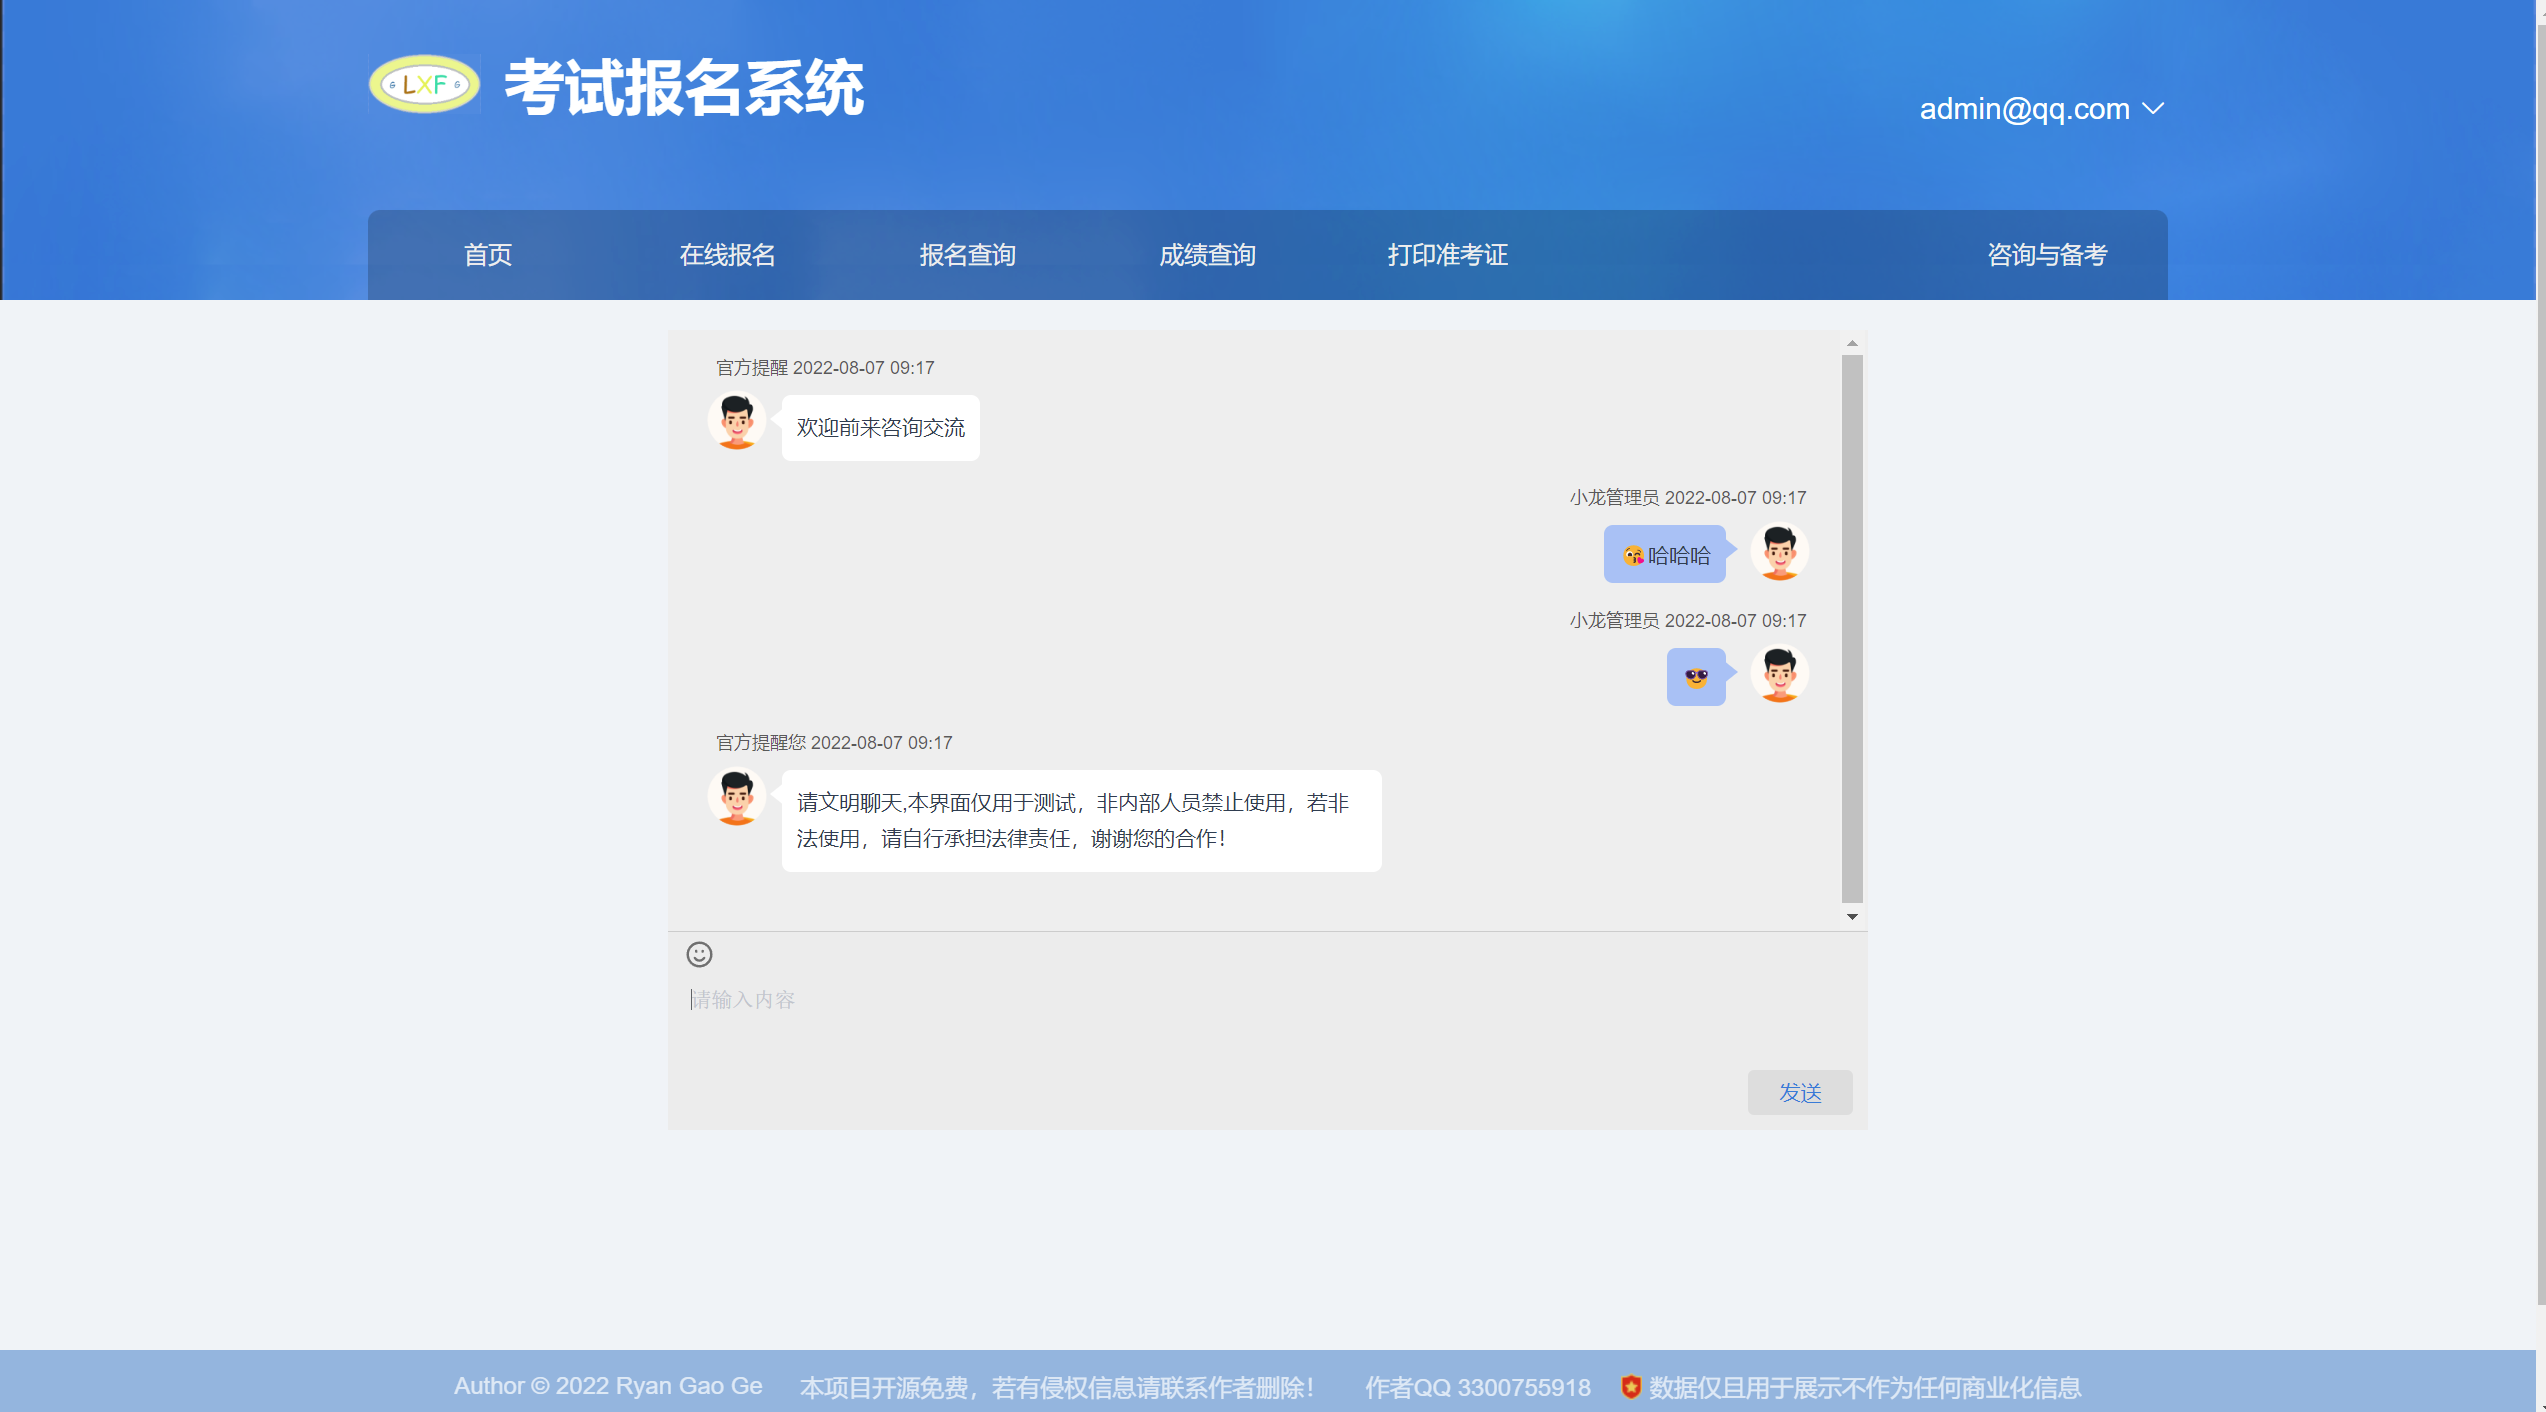 G LXF G
考试报名系统
admin@qq.com
首页 在线报名 报名查询 成绩查询 打印准考证 咨询与备考
官方提醒 2022-08-07 09:17
欢迎前来咨询交流
小龙管理员 2022-08-07 09:17
😘哈哈哈
小龙管理员 2022-08-07 09:17
😎
官方提醒您 2022-08-07 09:17
请文明聊天,本界面仅用于测试，非内部人员禁止使用，若非
法使用，请自行承担法律责任，谢谢您的合作！
请输入内容
发送
Author © 2022 Ryan Gao Ge 本项目开源免费，若有侵权信息请联系作者删除！ 作者QQ 3300755918 数据仅且用于展示不作为任何商业化信息